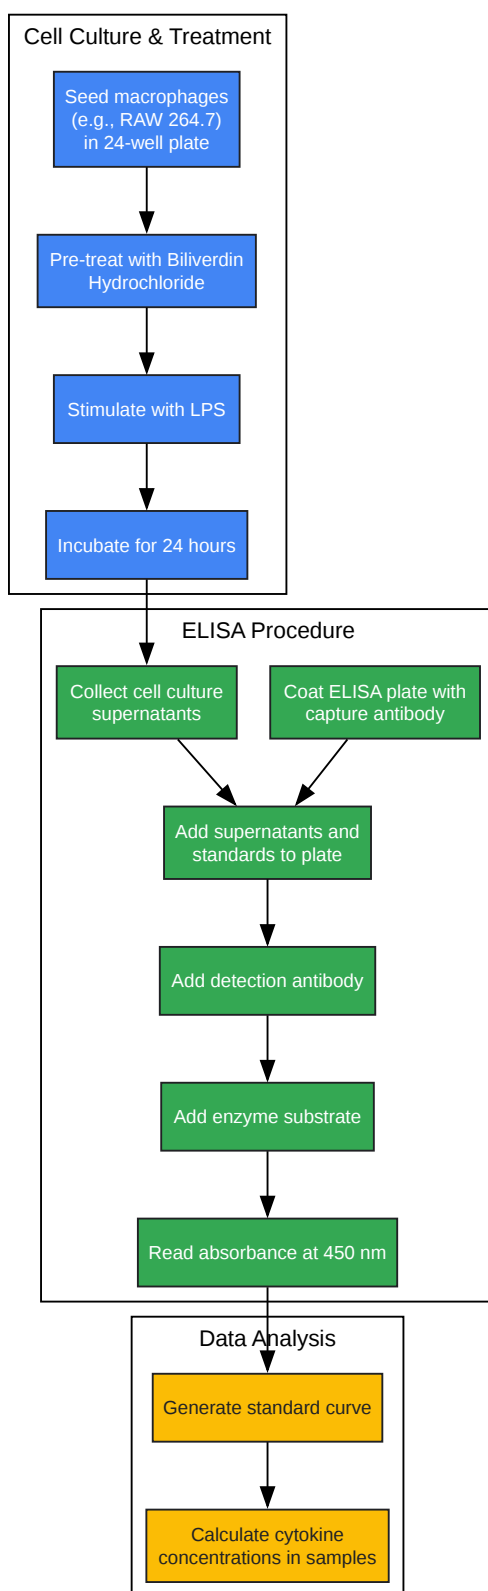 Cell Culture & Treatment
Seed macrophages
(e.g., RAW 264.7)
in 24-well plate
Pre-treat with Biliverdin
Hydrochloride
Stimulate with LPS
Incubate for 24 hours
ELISA Procedure
Collect cell culture
supernatants
Coat ELISA plate with
capture antibody
Add supernatants and
standards to plate
Add detection antibody
Add enzyme substrate
Read absorbance at 450 nm
Data Analysis
Generate standard curve
Calculate cytokine
concentrations in samples